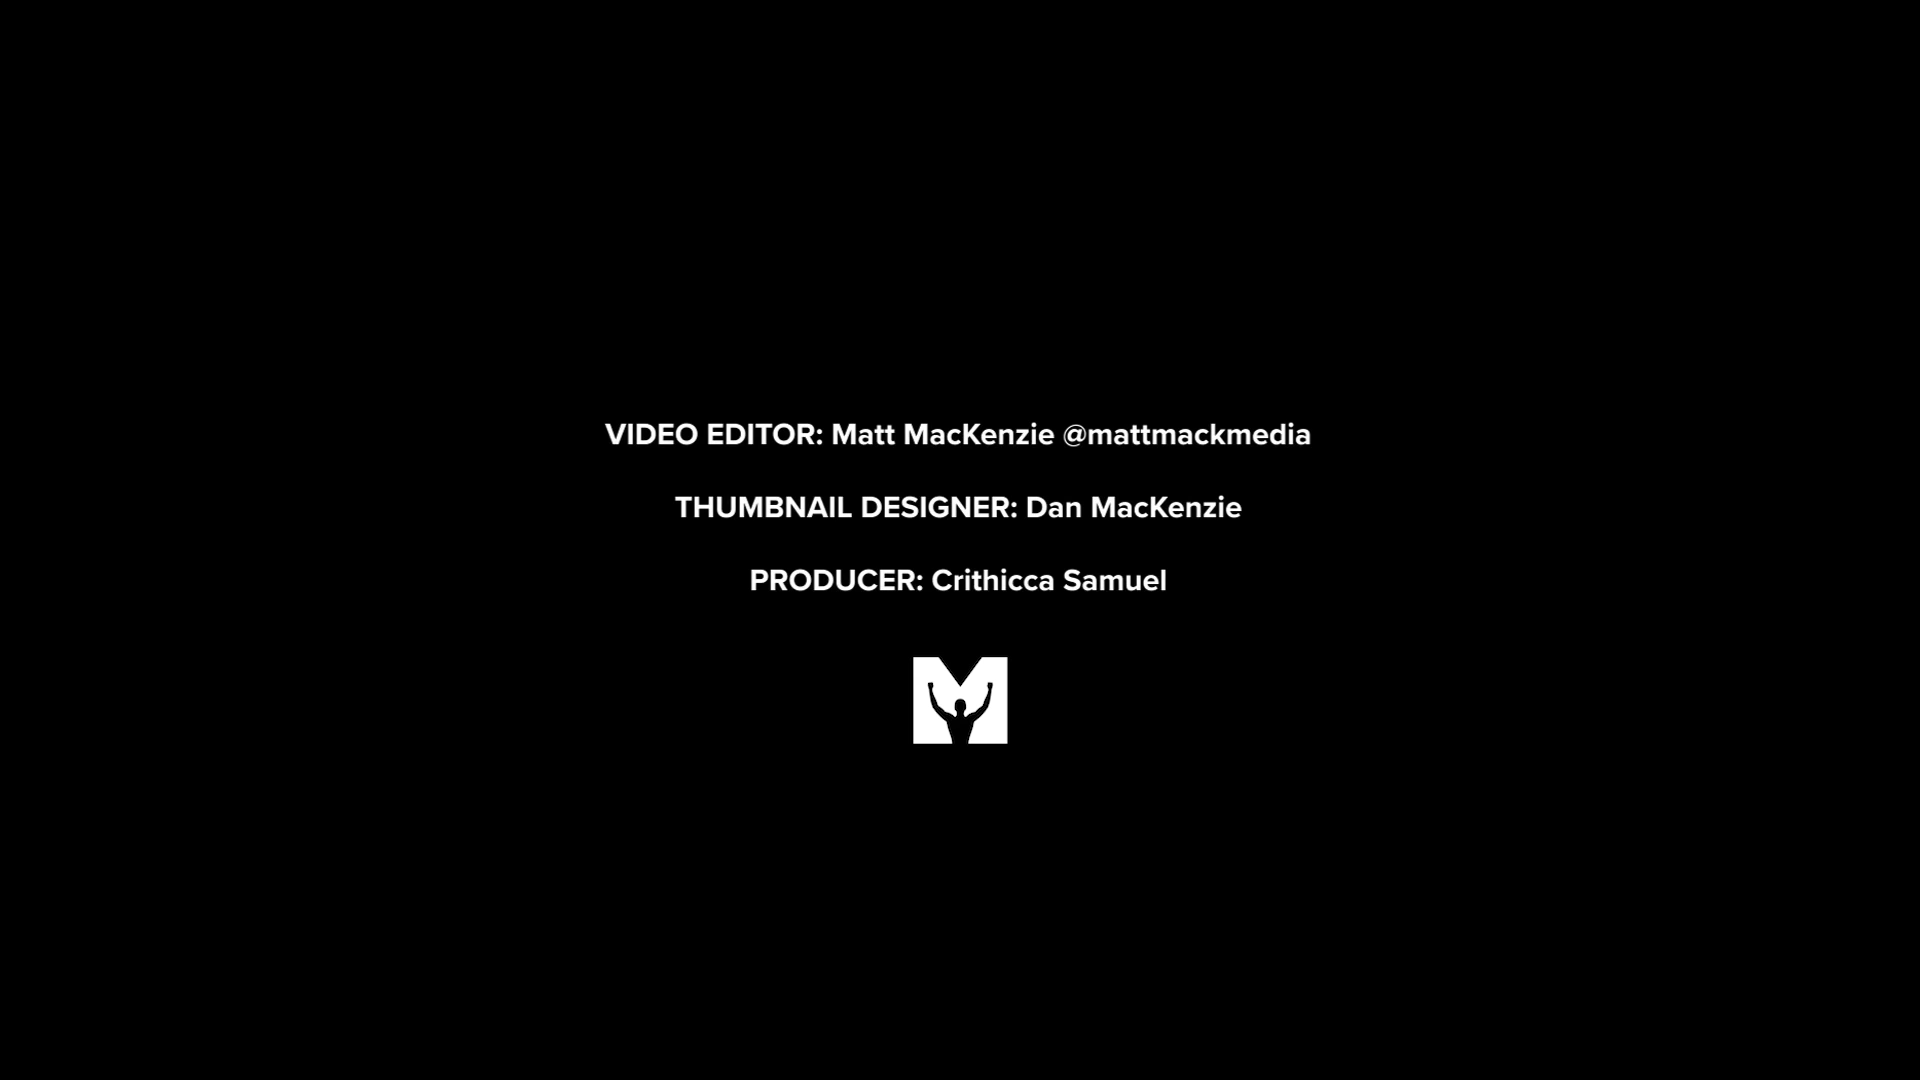 VIDEO EDITOR: Matt MacKenzie @mattmackmedia
THUMBNAIL DESIGNER: Dan MacKenzie
PRODUCER: Crithicca Samuel
M